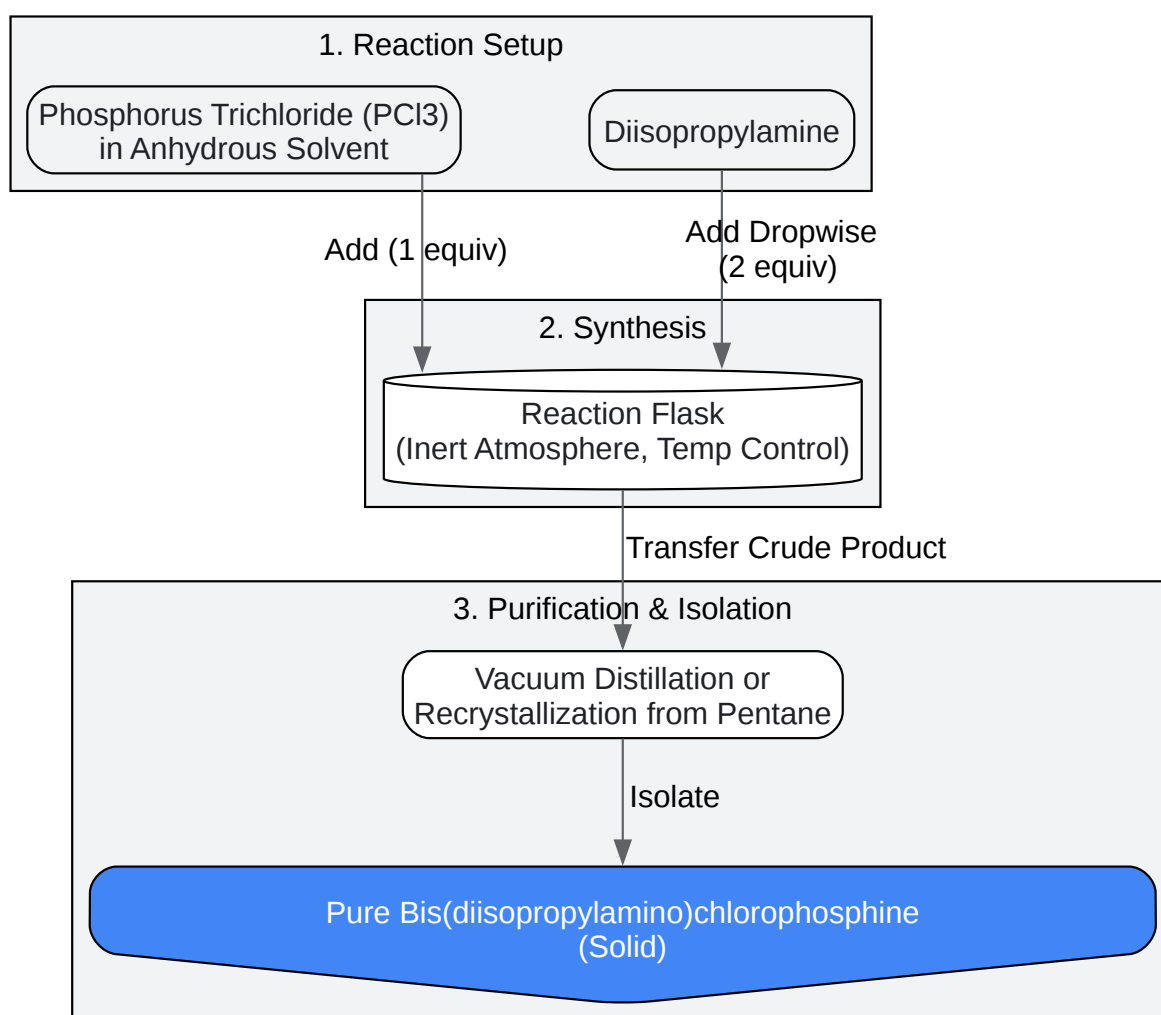 1. Reaction Setup
Phosphorus Trichloride (PCl3)
in Anhydrous Solvent
Diisopropylamine
Add (1 equiv)
Add Dropwise
(2 equiv)
2. Synthesis
Reaction Flask
(Inert Atmosphere, Temp Control)
Transfer Crude Product
3. Purification & Isolation
Vacuum Distillation or
Recrystallization from Pentane
Isolate
Pure Bis(diisopropylamino)chlorophosphine
(Solid)